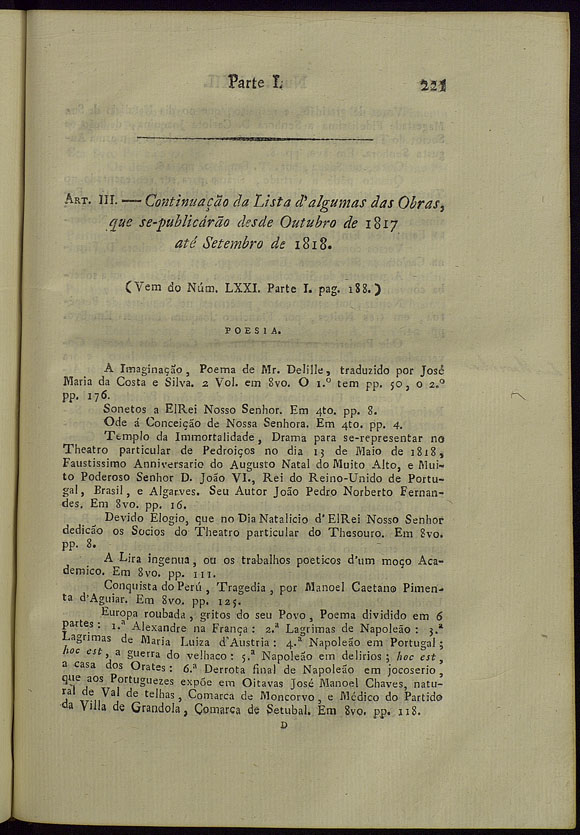 Parte I. 221
ART. III. — Continuação da Lista d'algumas das Obras,
que se-publicárão desde Outubro de 1817
até Setembro de 1818.
(Vem do Núm. LXXI. Parte I. pag. 188.)
POESIA.
A Imaginação, Poema de Mr. Delille, traduzido por José
Maria da Costa e Silva. 2 Vol. em 8vo. O 1.º tem pp. 50, o 2.º
pp. 176.
Sonetos a ElRei Nosso Senhor. Em 4to. pp. 8.
Ode á Conceição de Nossa Senhora. Em 4to. pp. 4.
Templo da Immortalidade, Drama para se-representar no
Theatro particular de Pedroiços no dia 13 de Maio de 1818,
Faustissimo Anniversario do Augusto Natal do Muito Alto, e Mui-
to Poderoso Senhor D. João VI., Rei do Reino-Unido de Portu-
gal, Brasil, e Algarves. Seu Autor João Pedro Norberto Fernan-
des. Em 8vo. pp. 16.
Devido Elogio, que no Dia Natalicio d'ElRei Nosso Senhor
dedicão os Socios do Theatro particular do Thesouro. Em 8vo.
pp. 8.
A Lira ingenua, ou os trabalhos poeticos d'um moço Aca-
demico. Em 8vo. pp. 111.
Conquista do Perú, Tragedia, por Manoel Caetano Pimen-
ta d'Aguiar. Em 8vo. pp. 125.
Europa roubada, gritos do seu Povo, Poema dividido em 6
partes: 1.ª Alexandre na França: 2.ª Lagrimas de Napoleão: 3.ª
Lagrimas de Maria Luiza d'Austria: 4.ª Napoleão em Portugal;
hoc est, a guerra do velhaco: 5.ª Napoleão em delirios; hoc est,
a casa dos Orates: 6.ª Derrota final de Napoleão em jocoserio,
que aos Portuguezes expõe em Oitavas José Manoel Chaves, natu-
ral de Val de telhas, Comarca de Moncorvo, e Médico do Partido
da Villa de Grandola, Comarca de Setubal. Em 8vo. pp. 118.
D